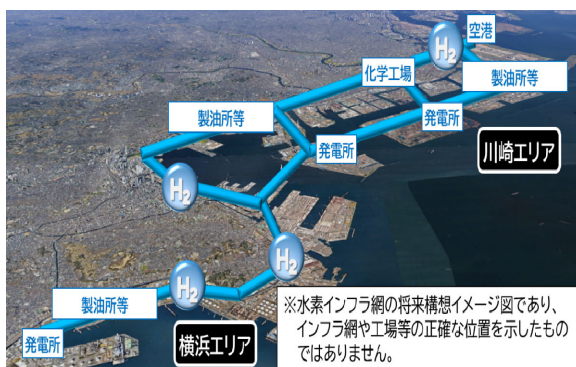 空港
H₂
化学工場
製油所等
製油所等
発電所
発電所
川崎エリア
H₂
H₂
H₂
製油所等
発電所
横浜エリア
※水素インフラ網の将来構想イメージ図であり、
インフラ網や工場等の正確な位置を示したもの
ではありません。